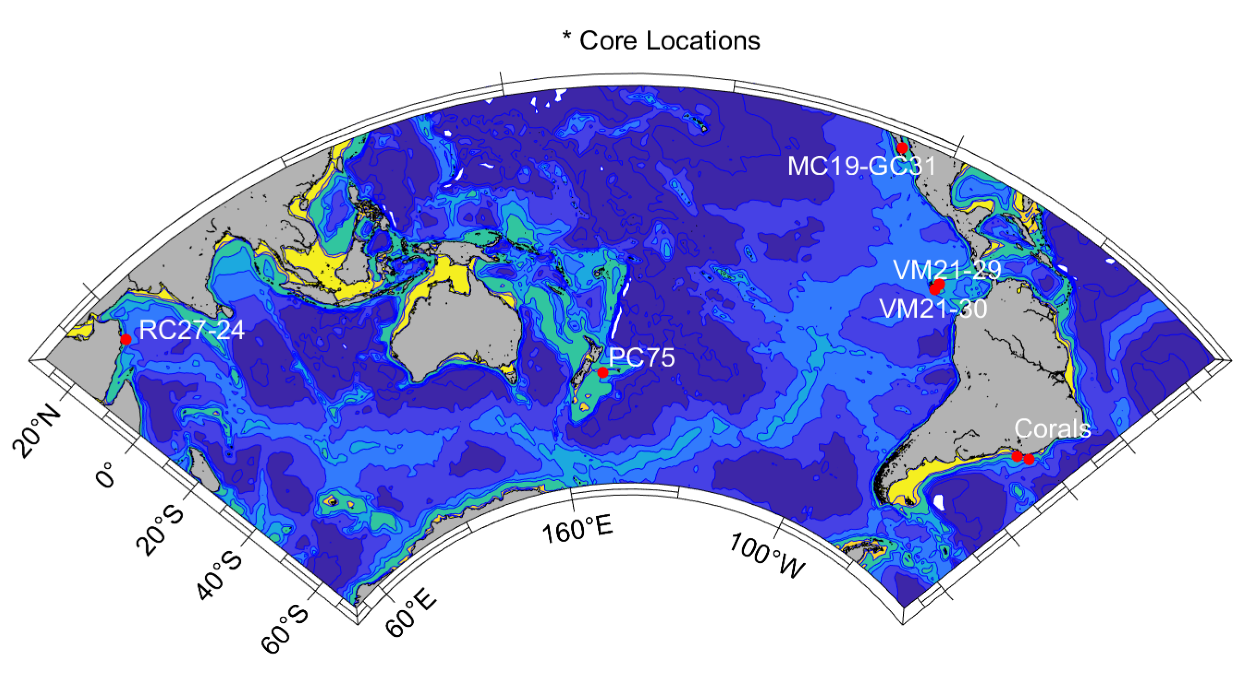 * Core Locations
MC19-GC31
VM21-29
VM21-30
RC27-24
PC75
Corals
20°N
0°
20°S
40°S
60°S
60°E
160°E
100°W